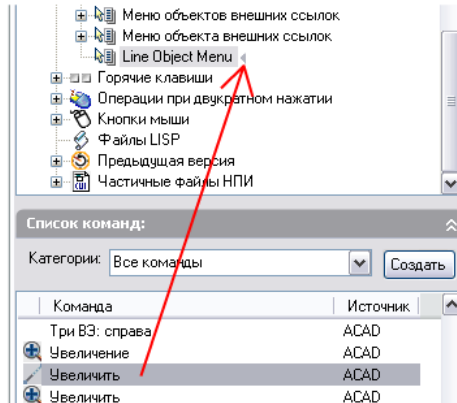 Меню объектов внешних ссылок
Меню объекта внешних ссылок
Line Object Menu
Горячие клавиши
Операции при двукратном нажатии
Кнопки мыши
Файлы LISP
Предыдущая версия
Частичные файлы НПИ
Список команд:
Категории: Все команды Создать
Команда Источник
Три ВЭ: справа ACAD
Увеличение ACAD
Увеличить ACAD
Увеличить ACAD